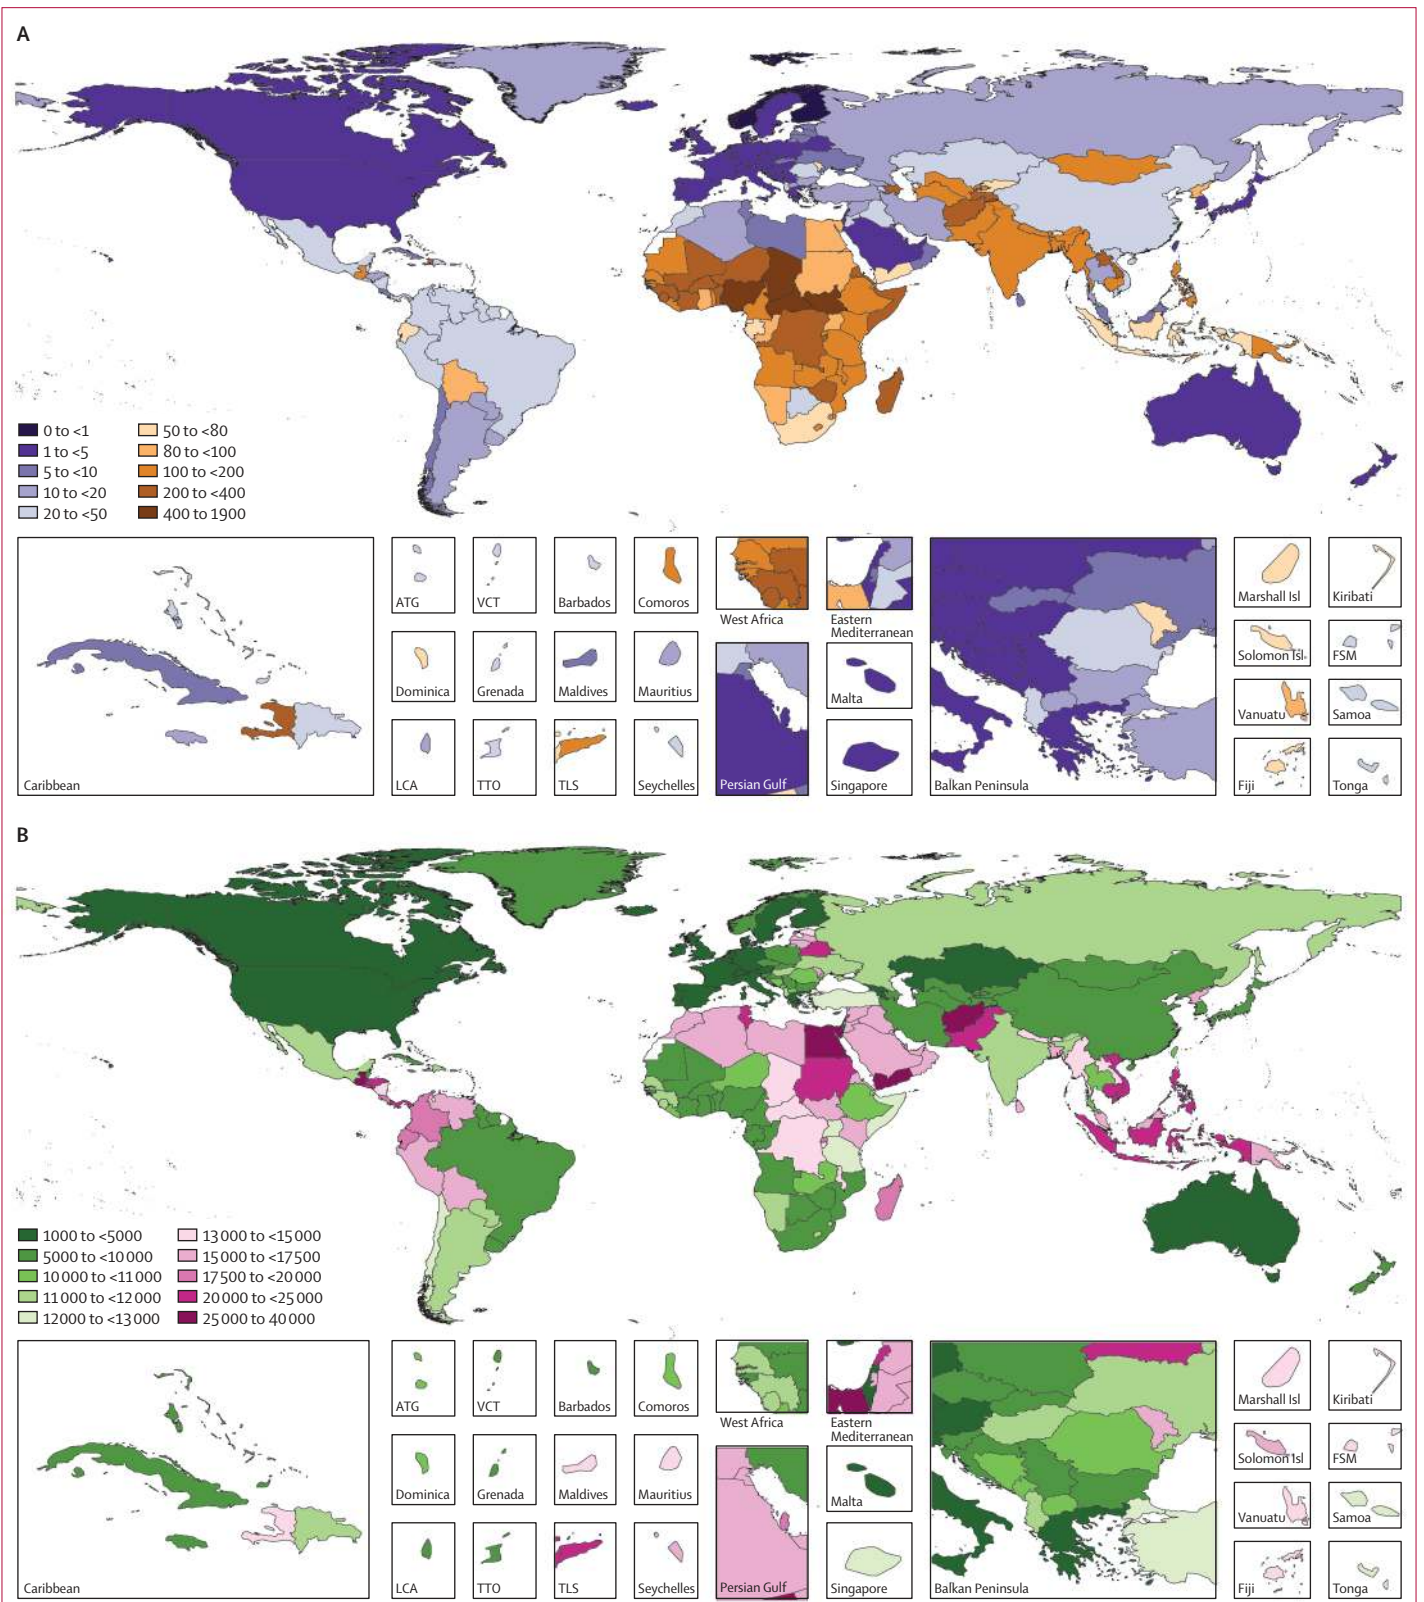 A
0 to <1
1 to <5
5 to <10
10 to <20
20 to <50
50 to <80
80 to <100
100 to <200
200 to <400
400 to 1900
Caribbean
ATG
VCT
Barbados
Comoros
Dominica
Grenada
Maldives
Mauritius
LCA
TTO
TLS
Seychelles
West Africa
Eastern
Mediterranean
Persian Gulf
Malta
Singapore
Balkan Peninsula
Marshall Isl
Kiribati
Solomon Isl
FSM
Vanuatu
Samoa
Fiji
Tonga
B
1000 to <5000
5000 to <10 000
10 000 to <11 000
11 000 to <12 000
12 000 to <13 000
13 000 to <15 000
15 000 to <17 500
17 500 to <20 000
20 000 to <25 000
25 000 to 40 000
Caribbean
ATG
VCT
Barbados
Comoros
Dominica
Grenada
Maldives
Mauritius
LCA
TTO
TLS
Seychelles
West Africa
Eastern
Mediterranean
Persian Gulf
Malta
Singapore
Balkan Peninsula
Marshall Isl
Kiribati
Solomon Isl
FSM
Vanuatu
Samoa
Fiji
Tonga